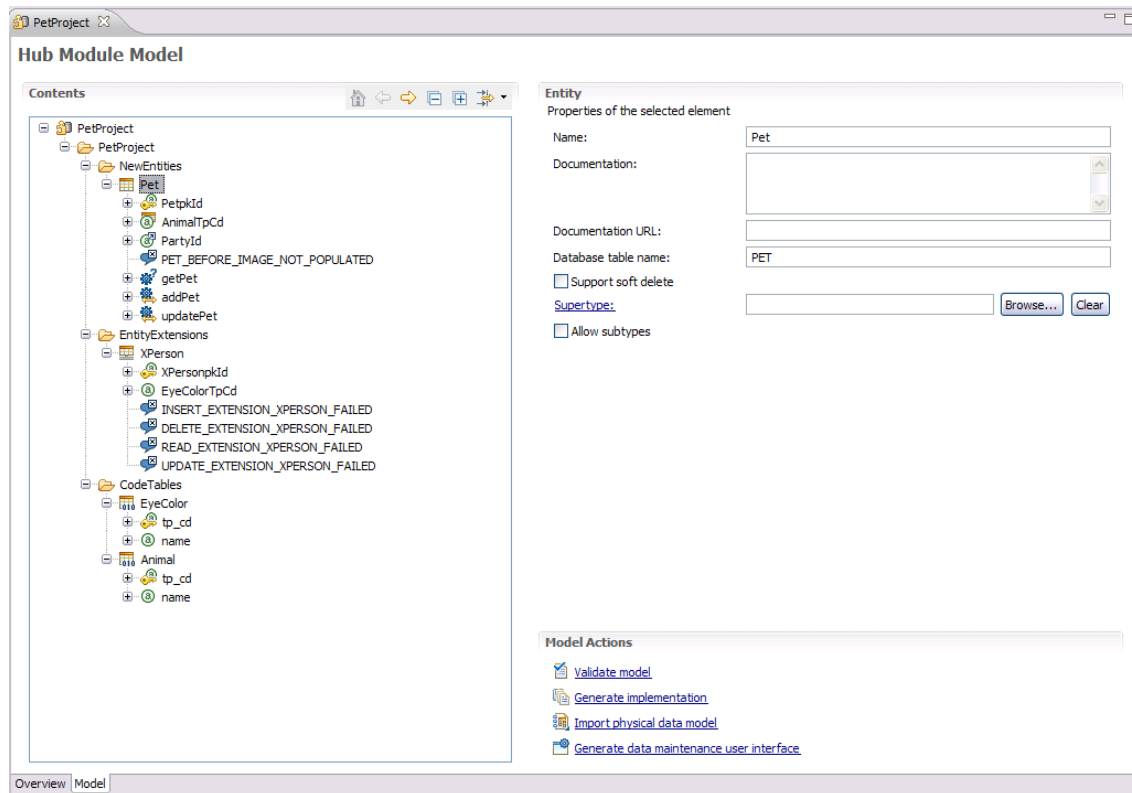 PetProject
Hub Module Model
Contents
PetProject
PetProject
NewEntities
Pet
PetpkId
AnimalTpCd
PartyId
PET_BEFORE_IMAGE_NOT_POPULATED
getPet
addPet
updatePet
EntityExtensions
XPerson
XPersonpkId
EyeColorTpCd
INSERT_EXTENSION_XPERSON_FAILED
DELETE_EXTENSION_XPERSON_FAILED
READ_EXTENSION_XPERSON_FAILED
UPDATE_EXTENSION_XPERSON_FAILED
CodeTables
EyeColor
tp_cd
name
Animal
tp_cd
name
Entity
Properties of the selected element
Name: Pet
Documentation:
Documentation URL:
Database table name: PET
Support soft delete
Supertype: Browse... Clear
Allow subtypes
Model Actions
Validate model
Generate implementation
Import physical data model
Generate data maintenance user interface
Overview Model